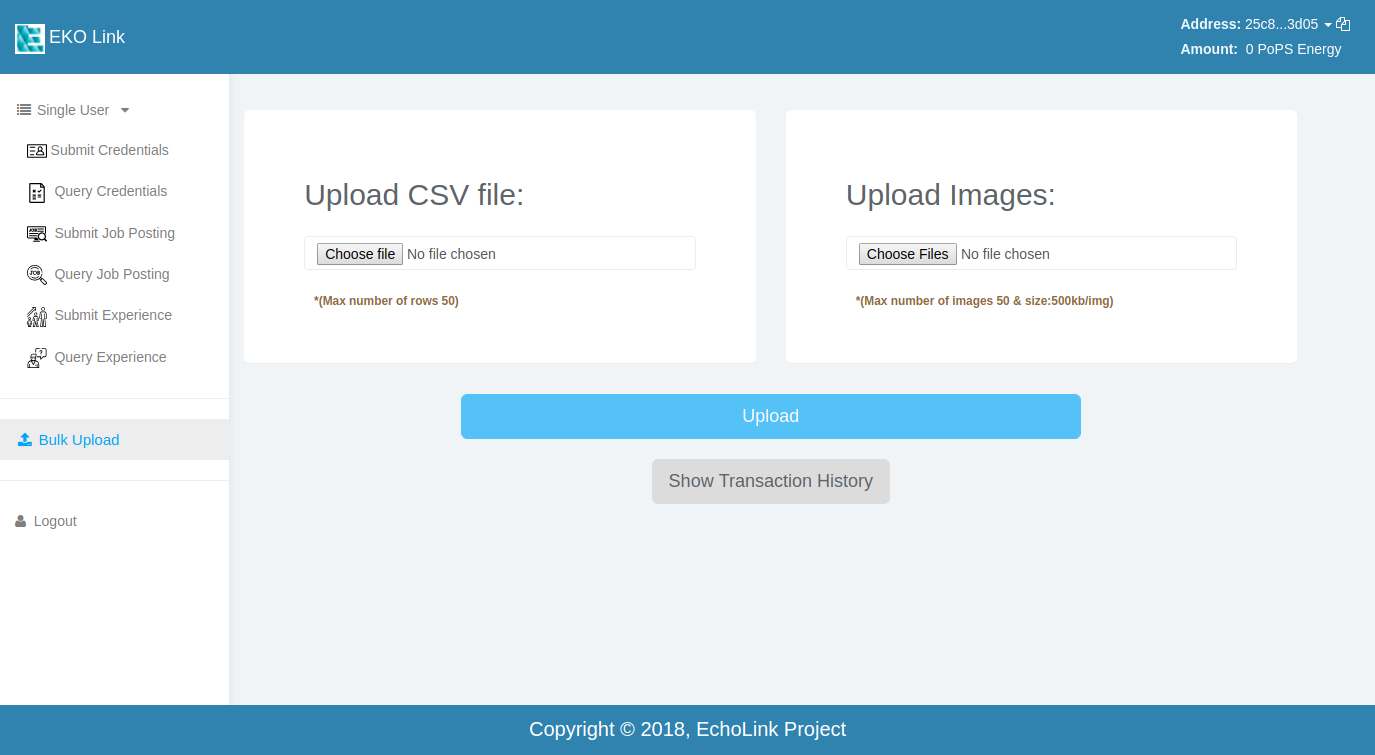 EKO Link
Address: 25c8...3d05
Amount: 0 PoPS Energy
Single User
Submit Credentials
Query Credentials
Submit Job Posting
Query Job Posting
Submit Experience
Query Experience
Bulk Upload
Logout
Upload CSV file:
Choose file No file chosen
*(Max number of rows 50)
Upload Images:
Choose Files No file chosen
*(Max number of images 50 & size:500kb/img)
Upload
Show Transaction History
Copyright © 2018, EchoLink Project